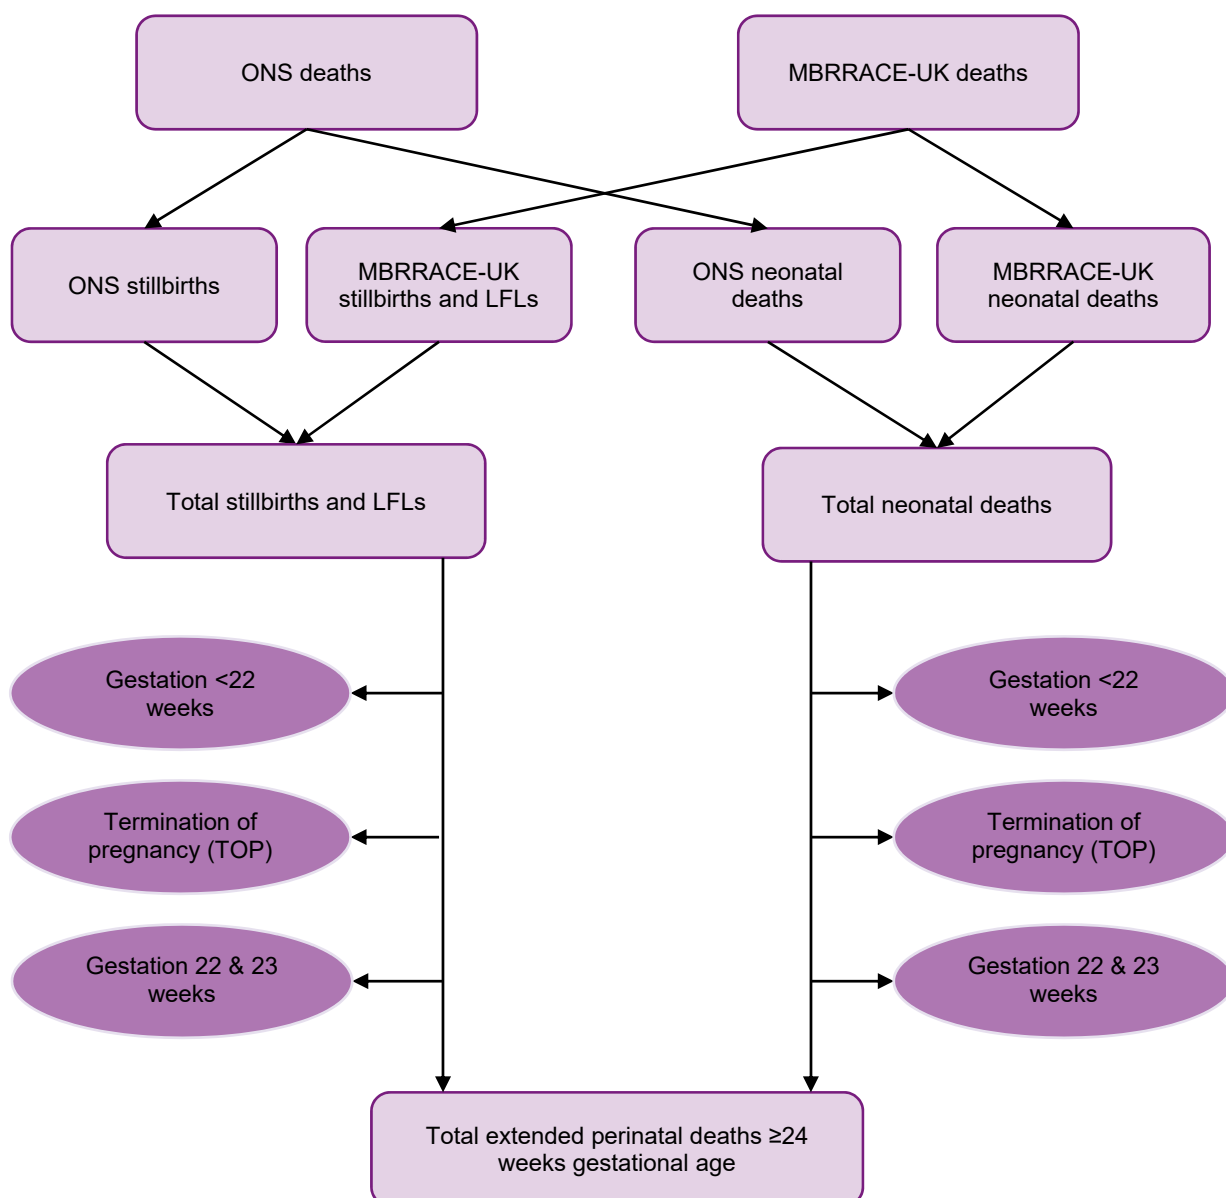 ONS deaths
MBRRACE-UK deaths
ONS stillbirths
MBRRACE-UK
stillbirths and LFLs
ONS neonatal
deaths
MBRRACE-UK
neonatal deaths
Total stillbirths and LFLs
Total neonatal deaths
Gestation <22
weeks
Gestation <22
weeks
Termination of
pregnancy (TOP)
Termination of
pregnancy (TOP)
Gestation 22 & 23
weeks
Gestation 22 & 23
weeks
Total extended perinatal deaths ≥24
weeks gestational age